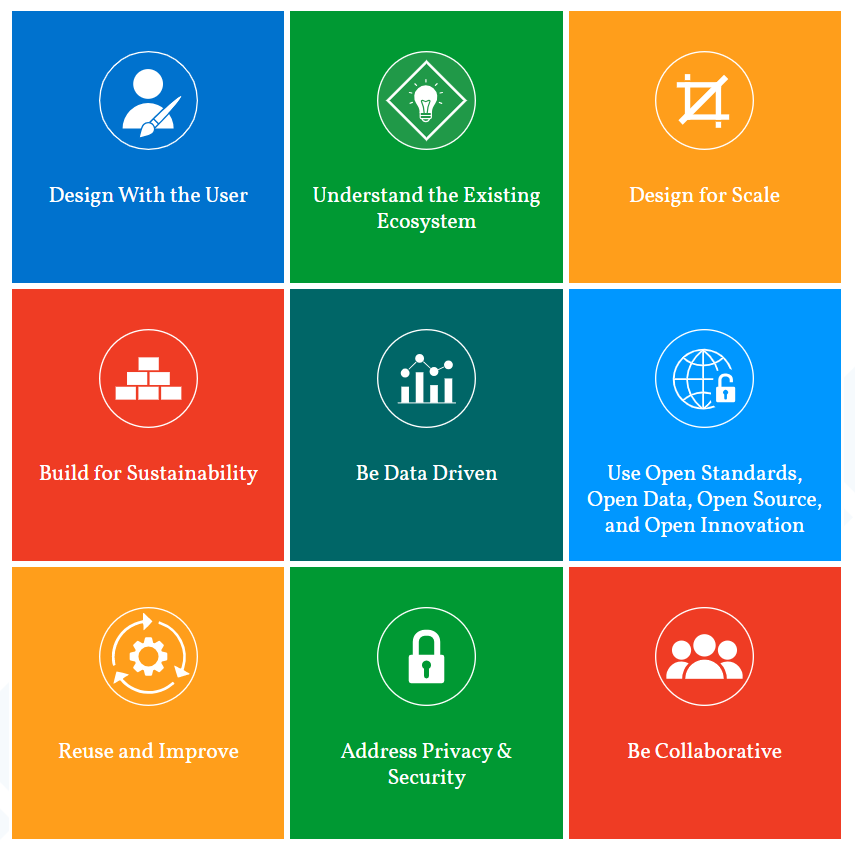 Design With the User
Understand the Existing
Ecosystem
Design for Scale
Build for Sustainability
Be Data Driven
Use Open Standards,
Open Data, Open Source,
and Open Innovation
Reuse and Improve
Address Privacy &
Security
Be Collaborative